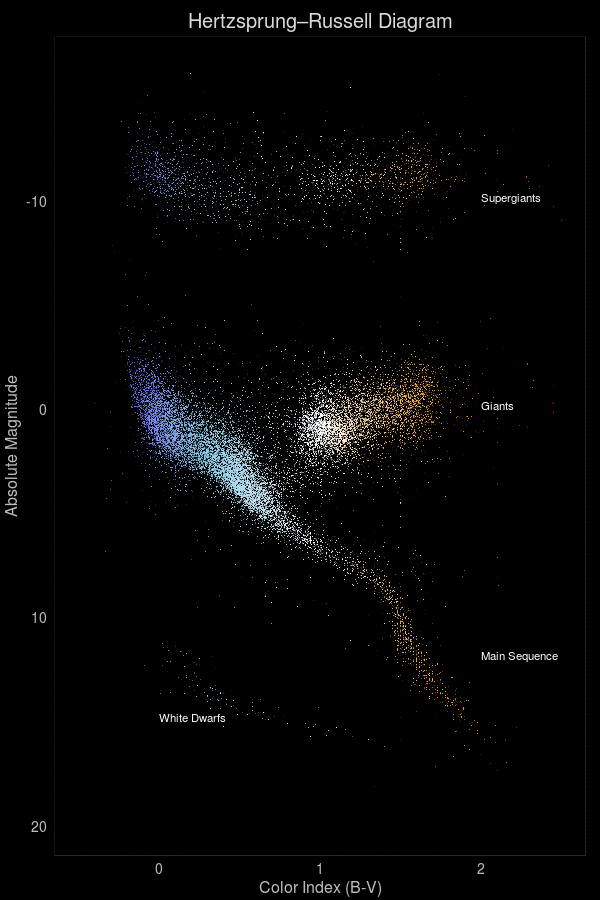 Hertzsprung–Russell Diagram
-10
Supergiants
0
Giants
Absolute Magnitude
10
Main Sequence
White Dwarfs
20
0 1 2
Color Index (B-V)